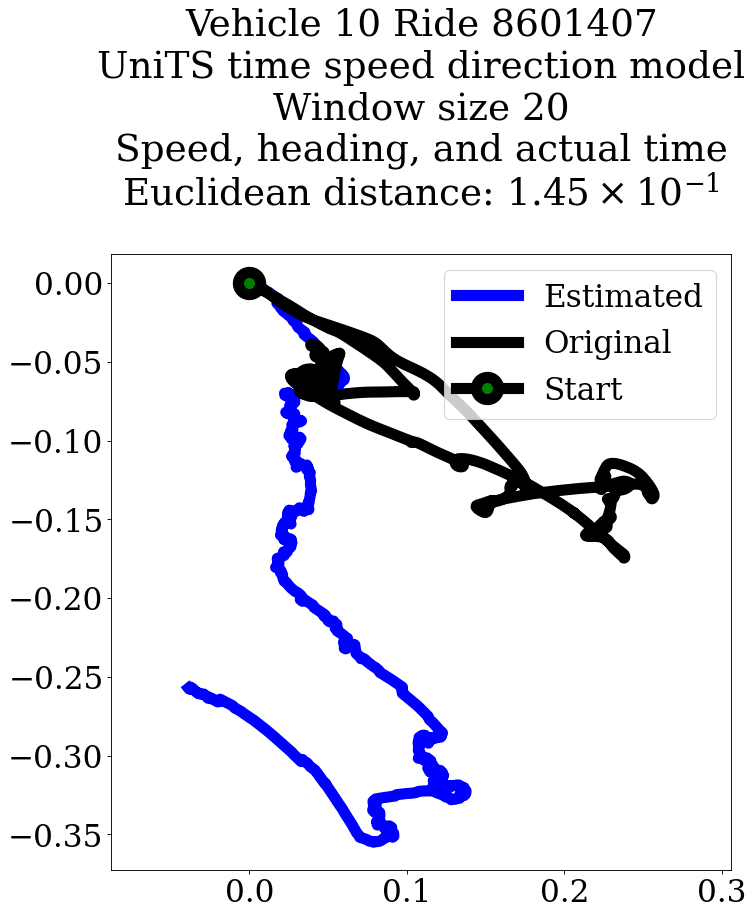 Vehicle 10 Ride 8601407
UniTS time speed direction model
Window size 20
Speed, heading, and actual time
Euclidean distance: 1.45 × 10⁻¹
Estimated
Original
Start
0.00
−0.05
−0.10
−0.15
−0.20
−0.25
−0.30
−0.35
0.0 0.1 0.2 0.3